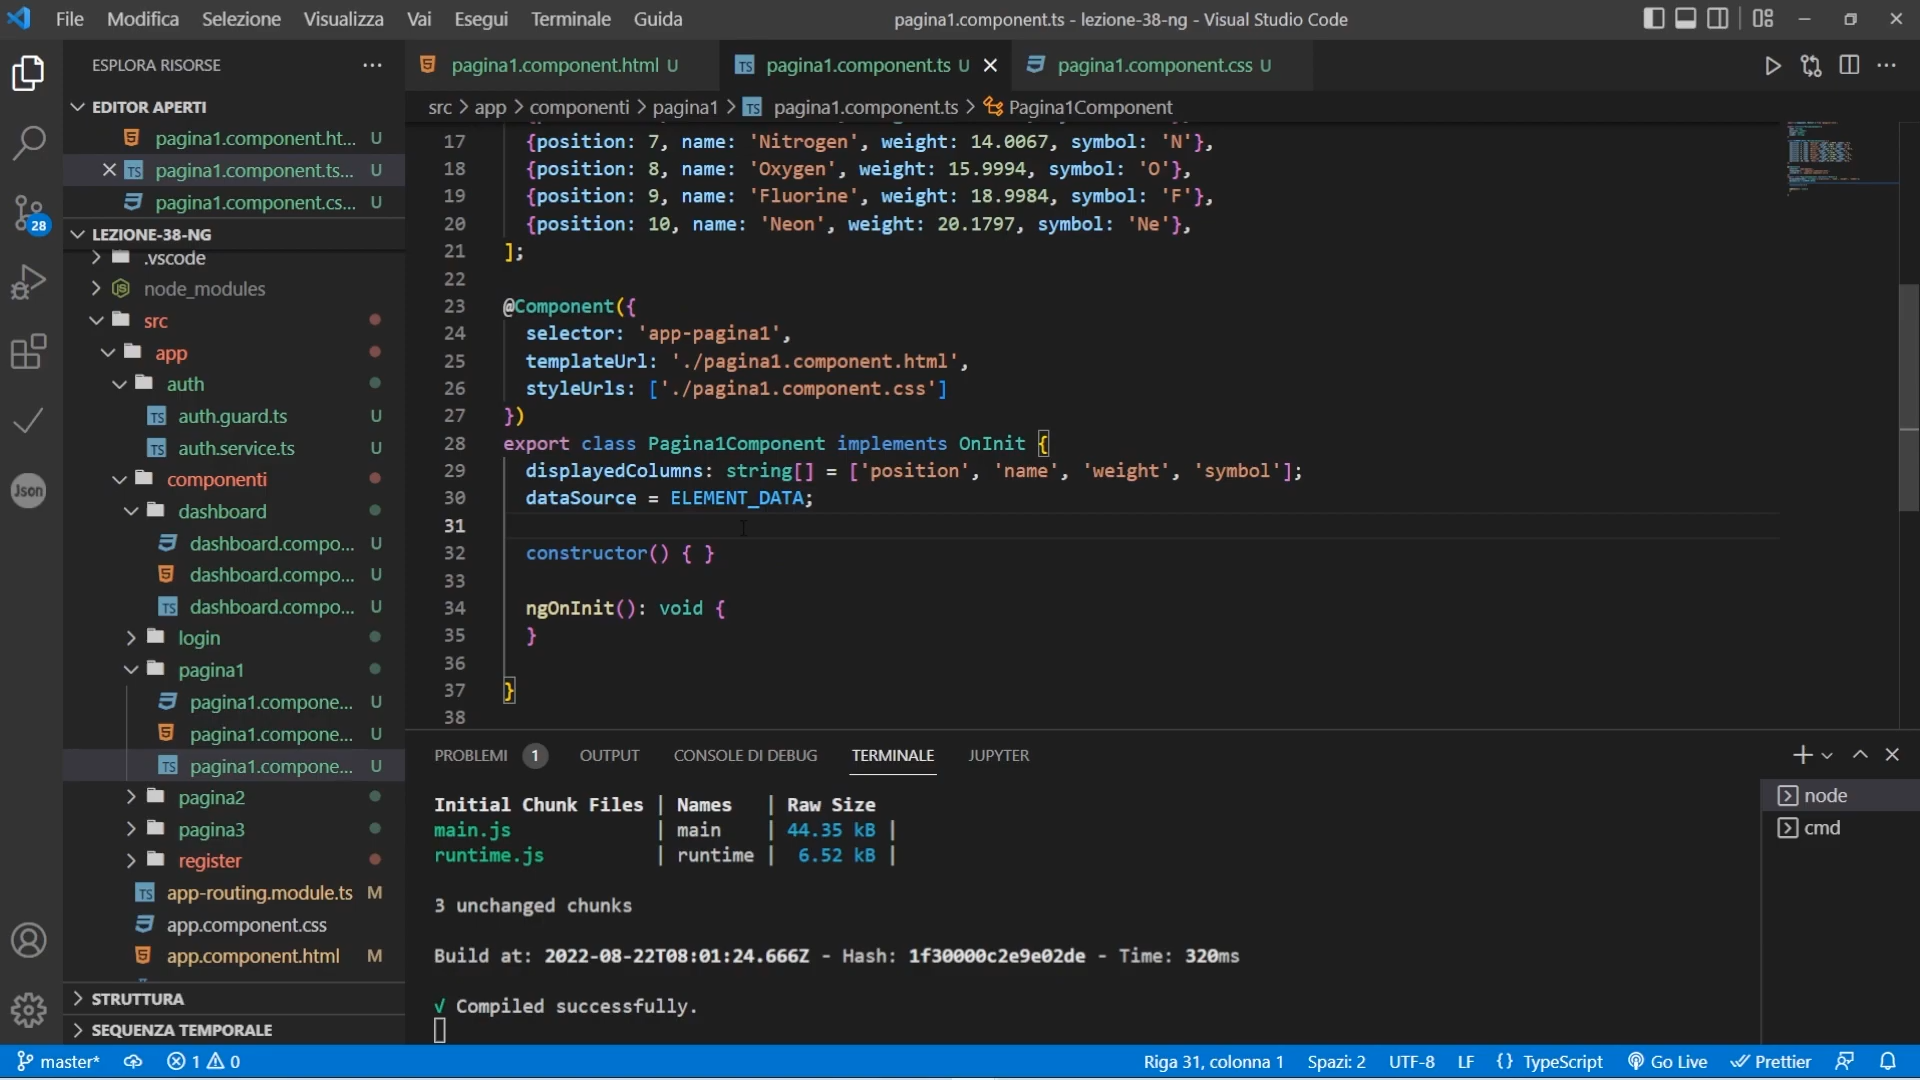 File Modifica Selezione Visualizza Vai Esegui Terminale Guida
pagina1.component.ts - lezione-38-ng - Visual Studio Code
ESPLORA RISORSE
EDITOR APERTI
pagina1.component.ht... U
pagina1.component.ts... U
pagina1.component.cs... U
LEZIONE-38-NG
.vscode
node_modules
src
app
auth
auth.guard.ts U
auth.service.ts U
componenti
dashboard
dashboard.compo... U
dashboard.compo... U
dashboard.compo... U
login
pagina1
pagina1.compone... U
pagina1.compone... U
pagina1.compone... U
pagina2
pagina3
register
app-routing.module.ts M
app.component.css
app.component.html M
STRUTTURA
SEQUENZA TEMPORALE
28
Json
pagina1.component.html U
pagina1.component.ts U
pagina1.component.css U
src > app > componenti > pagina1 > TS pagina1.component.ts > Pagina1Component
17 {position: 7, name: 'Nitrogen', weight: 14.0067, symbol: 'N'},
18 {position: 8, name: 'Oxygen', weight: 15.9994, symbol: 'O'},
19 {position: 9, name: 'Fluorine', weight: 18.9984, symbol: 'F'},
20 {position: 10, name: 'Neon', weight: 20.1797, symbol: 'Ne'},
21 ];
22
23 @Component({
24 selector: 'app-pagina1',
25 templateUrl: './pagina1.component.html',
26 styleUrls: ['./pagina1.component.css']
27 })
28 export class Pagina1Component implements OnInit {
29 displayedColumns: string[] = ['position', 'name', 'weight', 'symbol'];
30 dataSource = ELEMENT_DATA;
31
32 constructor() { }
33
34 ngOnInit(): void {
35 }
36
37 }
38
PROBLEMI 1 OUTPUT CONSOLE DI DEBUG TERMINALE JUPYTER
Initial Chunk Files | Names | Raw Size
main.js | main | 44.35 kB |
runtime.js | runtime | 6.52 kB |
3 unchanged chunks
Build at: 2022-08-22T08:01:24.666Z - Hash: 1f30000c2e9e02de - Time: 320ms
√ Compiled successfully.
node
cmd
master* 1 0
Riga 31, colonna 1 Spazi: 2 UTF-8 LF {} TypeScript Go Live Prettier